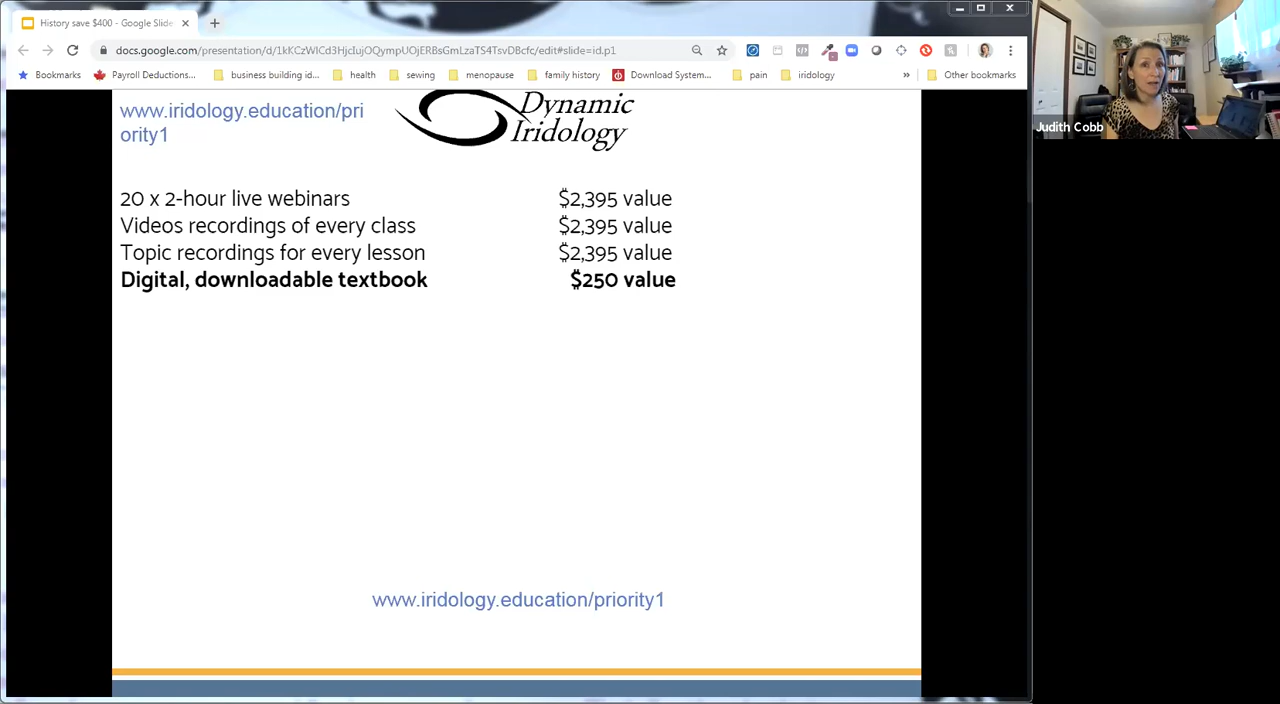 History save $400 - Google Slide
docs.google.com/presentation/d/1kKCzWlCd3HjcIujOQympUOjERBsGmLzaTS4TsvDBcfc/edit#slide=id.p1
Bookmarks
Payroll Deductions...
business building id...
health
sewing
menopause
family history
Download System...
pain
iridology
»
Other bookmarks
Judith Cobb
www.iridology.education/pri
ority1
Dynamic
Iridology
20 x 2-hour live webinars $2,395 value
Videos recordings of every class $2,395 value
Topic recordings for every lesson $2,395 value
Digital, downloadable textbook $250 value
www.iridology.education/priority1